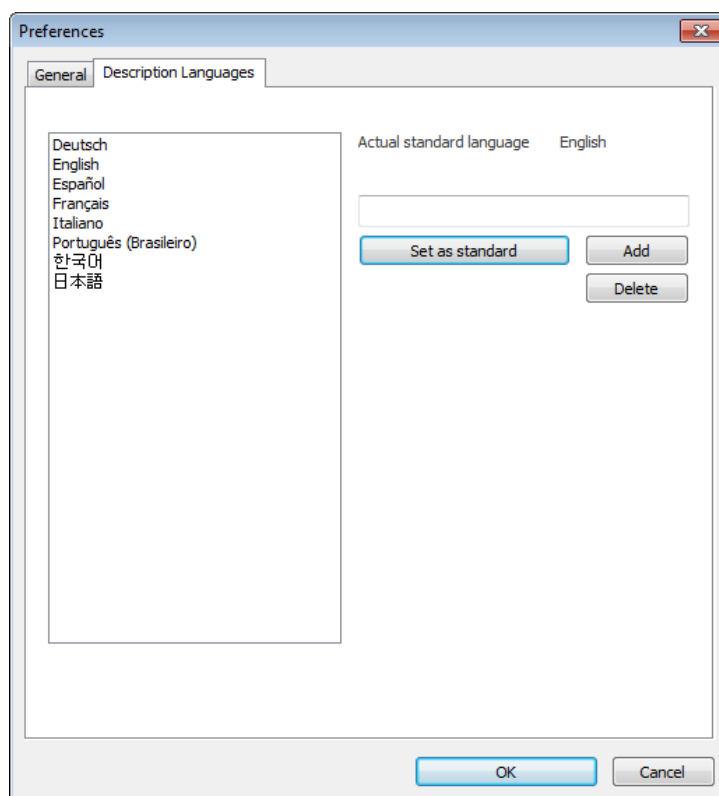 Preferences
General
Description Languages
Deutsch
English
Español
Français
Italiano
Português (Brasileiro)
한국어
日本語
Actual standard language English
Set as standard
Add
Delete
OK
Cancel